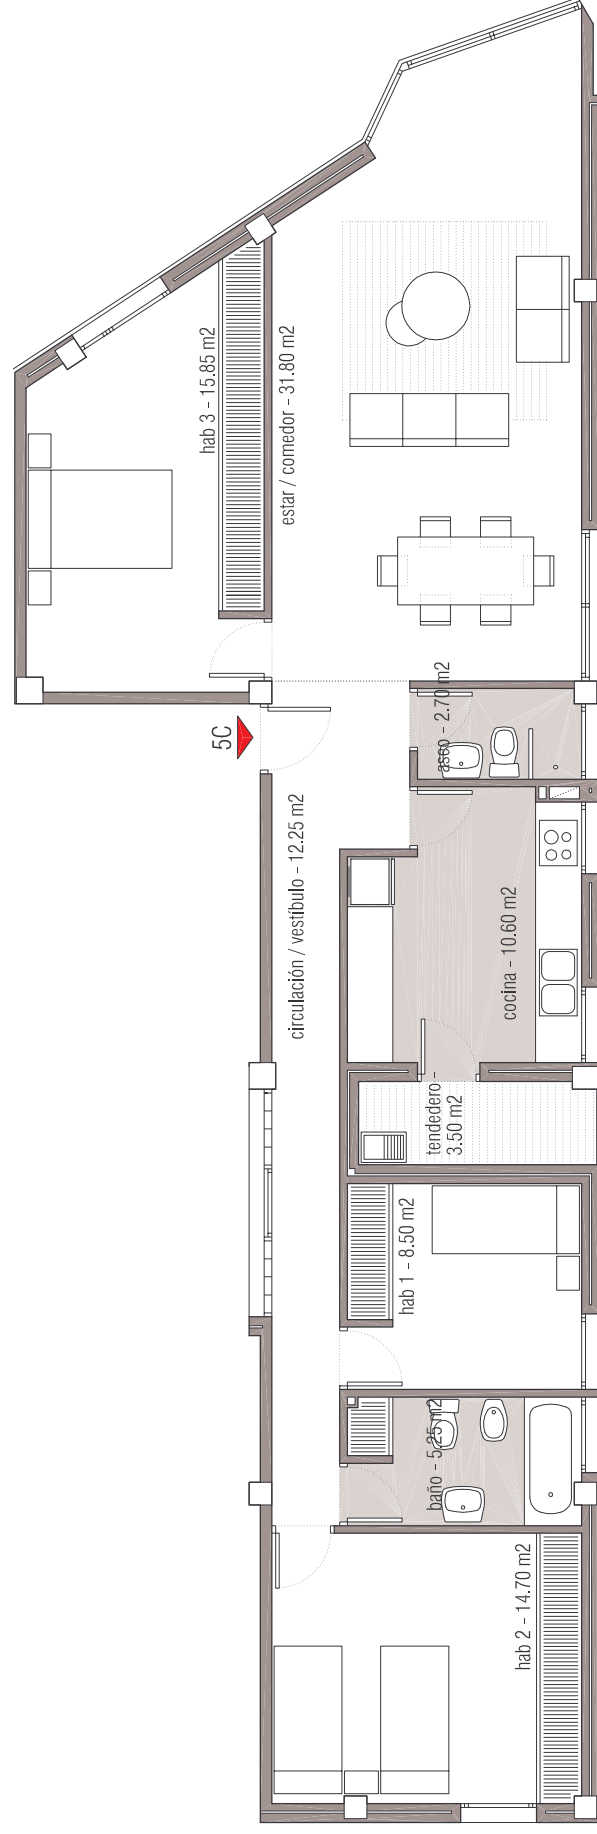 hab 3 - 15.85 m2
estar / comedor - 31.80 m2
5C
aseo - 2.70 m2
circulación / vestíbulo - 12.25 m2
cocina - 10.60 m2
tendedero -
3.50 m2
hab 1 - 8.50 m2
baño - 5.25 m2
hab 2 - 14.70 m2